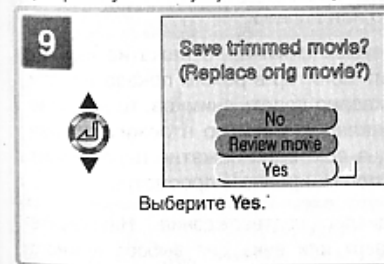 9
Save trimmed movie?
(Replace orig movie?)
No
Review movie
Yes
Выберите Yes.